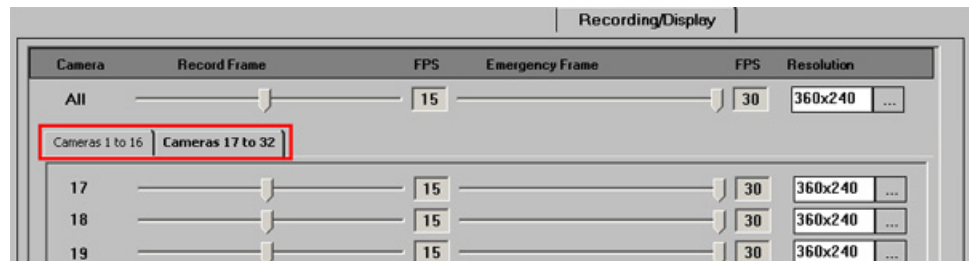 Recording/Display
Camera Record Frame FPS Emergency Frame FPS Resolution
All 15 30 360x240 ...
Cameras 1 to 16 Cameras 17 to 32
17 15 30 360x240 ...
18 15 30 360x240 ...
19 15 30 360x240 ...